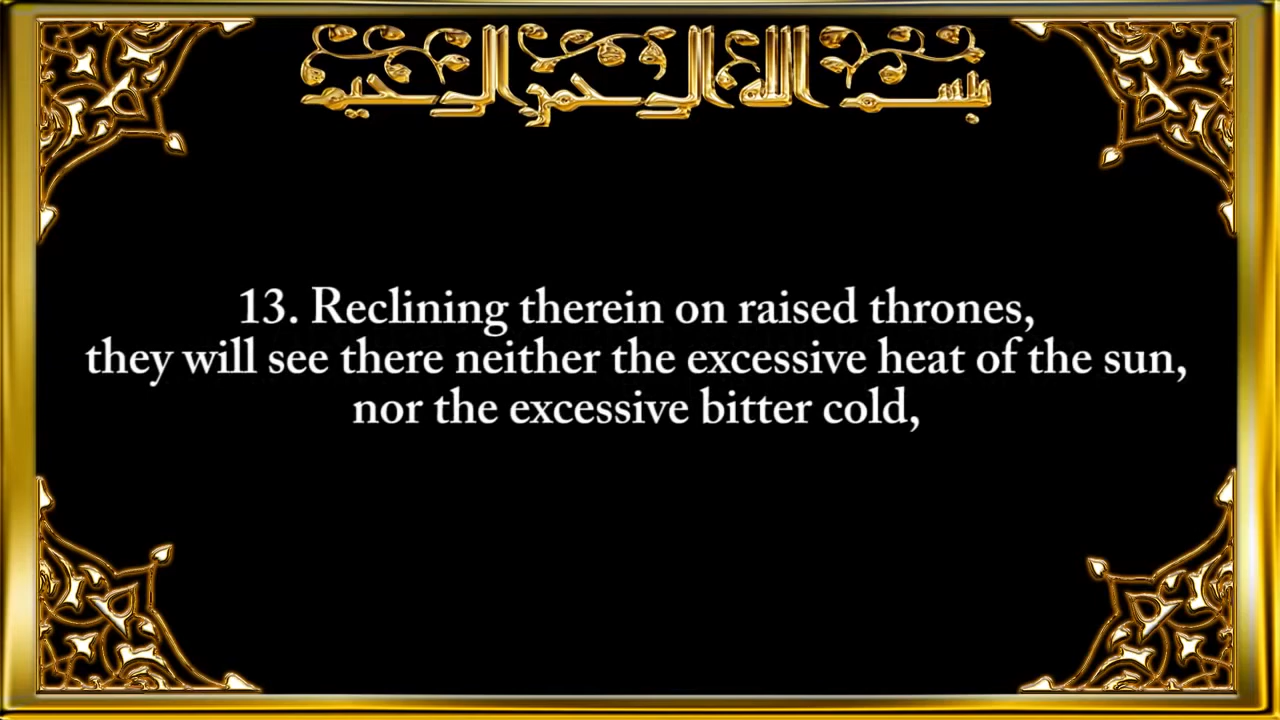 بسم الله الرحمن الرحيم
13. Reclining therein on raised thrones,
they will see there neither the excessive heat of the sun,
nor the excessive bitter cold,